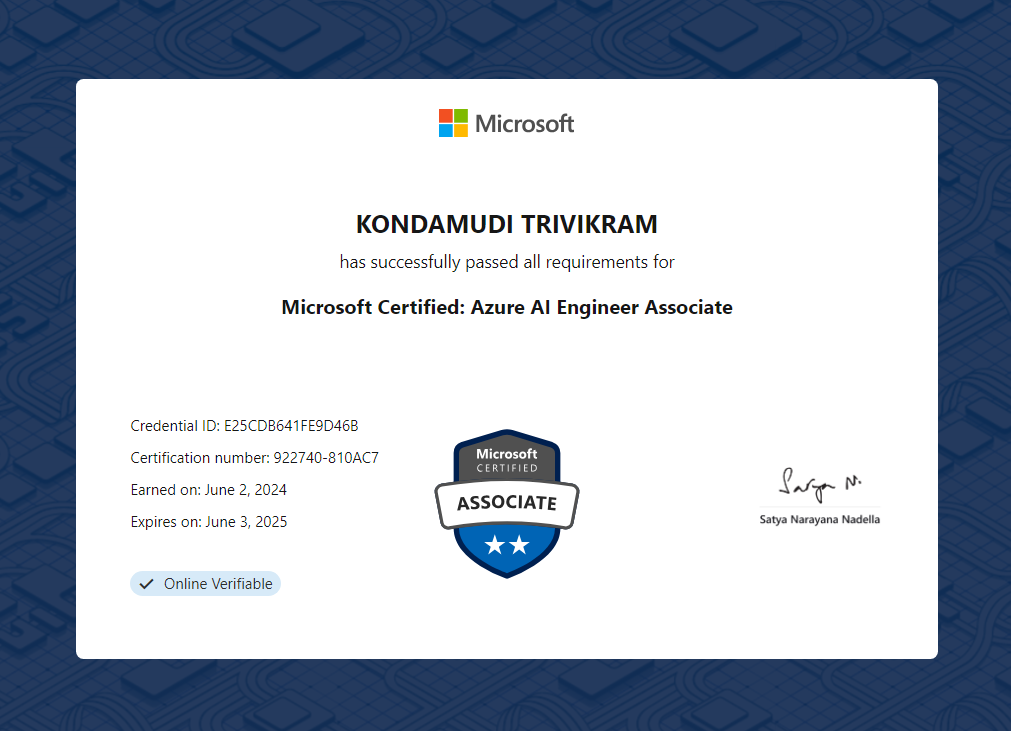 Microsoft
KONDAMUDI TRIVIKRAM
has successfully passed all requirements for
Microsoft Certified: Azure AI Engineer Associate
Credential ID: E25CDB641FE9D46B
Certification number: 922740-810AC7
Earned on: June 2, 2024
Expires on: June 3, 2025
Online Verifiable
Microsoft
CERTIFIED
ASSOCIATE
Satya N.
Satya Narayana Nadella